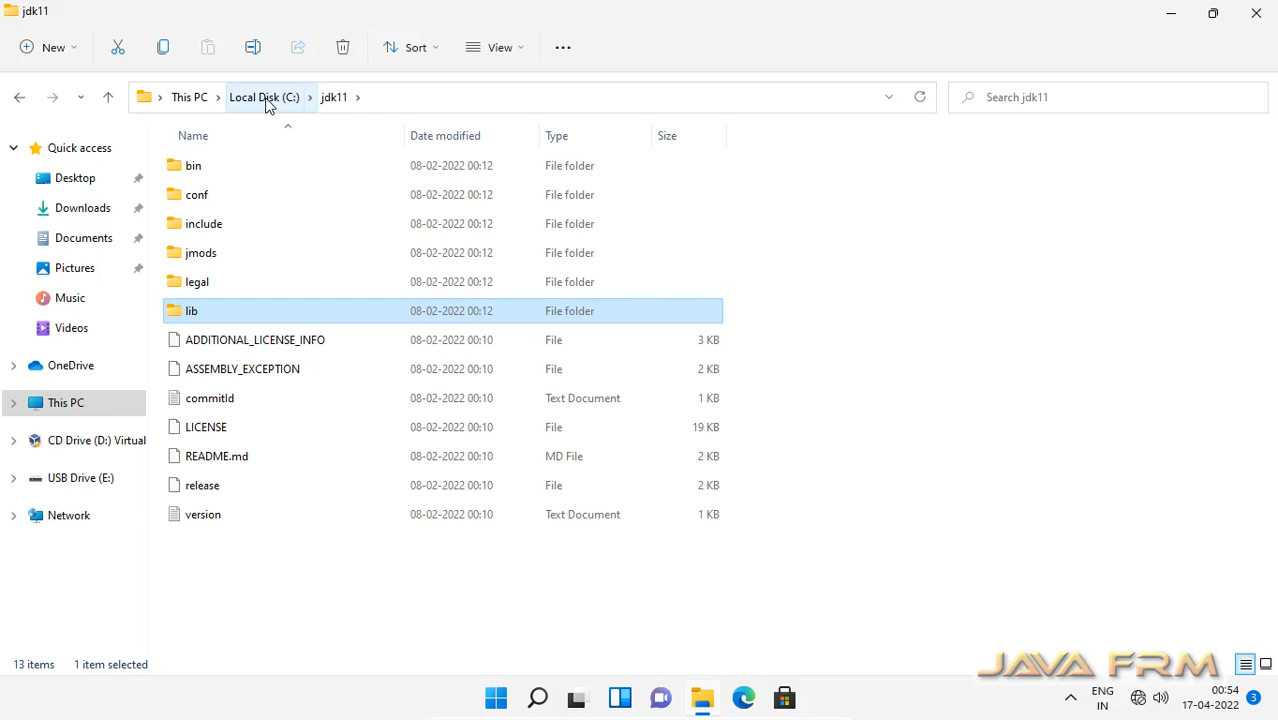 jdk11
New
Sort
View
This PC
Local Disk (C:)
jdk11
Search jdk11
Name Date modified Type Size
Quick access
Desktop
Downloads
Documents
Pictures
Music
Videos
OneDrive
This PC
CD Drive (D:) Virtual
USB Drive (E:)
Network
bin 08-02-2022 00:12 File folder
conf 08-02-2022 00:12 File folder
include 08-02-2022 00:12 File folder
jmods 08-02-2022 00:12 File folder
legal 08-02-2022 00:12 File folder
lib 08-02-2022 00:12 File folder
ADDITIONAL_LICENSE_INFO 08-02-2022 00:10 File 3 KB
ASSEMBLY_EXCEPTION 08-02-2022 00:10 File 2 KB
commitId 08-02-2022 00:10 Text Document 1 KB
LICENSE 08-02-2022 00:10 File 19 KB
README.md 08-02-2022 00:10 MD File 2 KB
release 08-02-2022 00:10 File 2 KB
version 08-02-2022 00:10 Text Document 1 KB
13 items 1 item selected
JAVA FRM
ENG
IN
00:54
17-04-2022
3